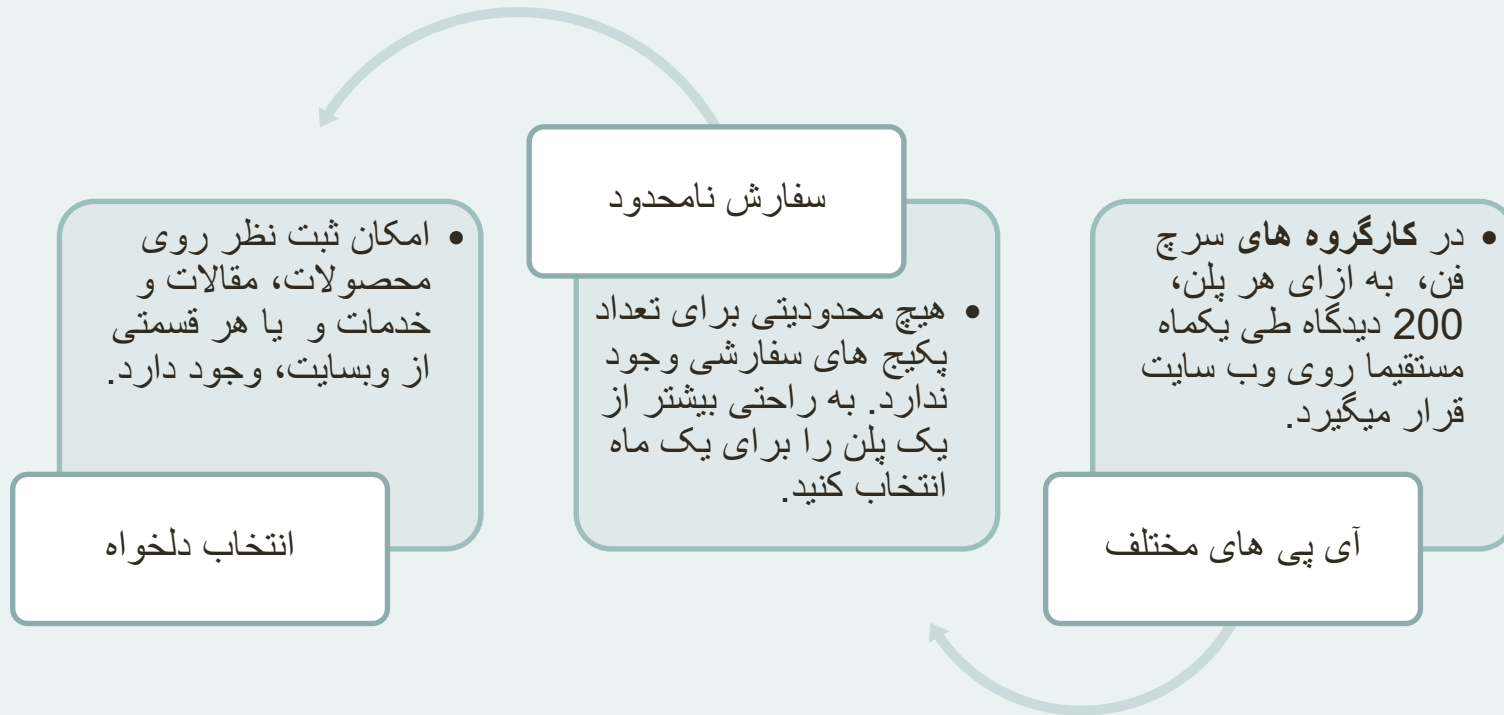 • در کارگروه های سرچ
فن، به ازای هر پلن،
200 دیدگاه طی یکماه
مستقیما روی وب سایت
قرار میگیرد.
آی پی های مختلف
سفارش نامحدود
• هیچ محدودیتی برای تعداد
پکیج های سفارشی وجود
ندارد. به راحتی بیشتر از
یک پلن را برای یک ماه
انتخاب کنید.
• امکان ثبت نظر روی
محصولات، مقالات و
خدمات و یا هر قسمتی
از وبسایت، وجود دارد.
انتخاب دلخواه